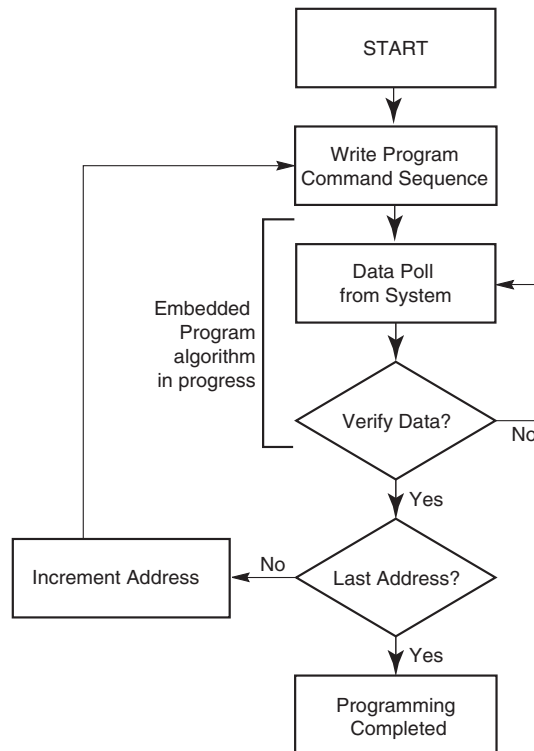 START
Write Program
Command Sequence
Data Poll
from System
Embedded
Program
algorithm
in progress
Verify Data?
No
Yes
Last Address?
No
Increment Address
Yes
Programming
Completed